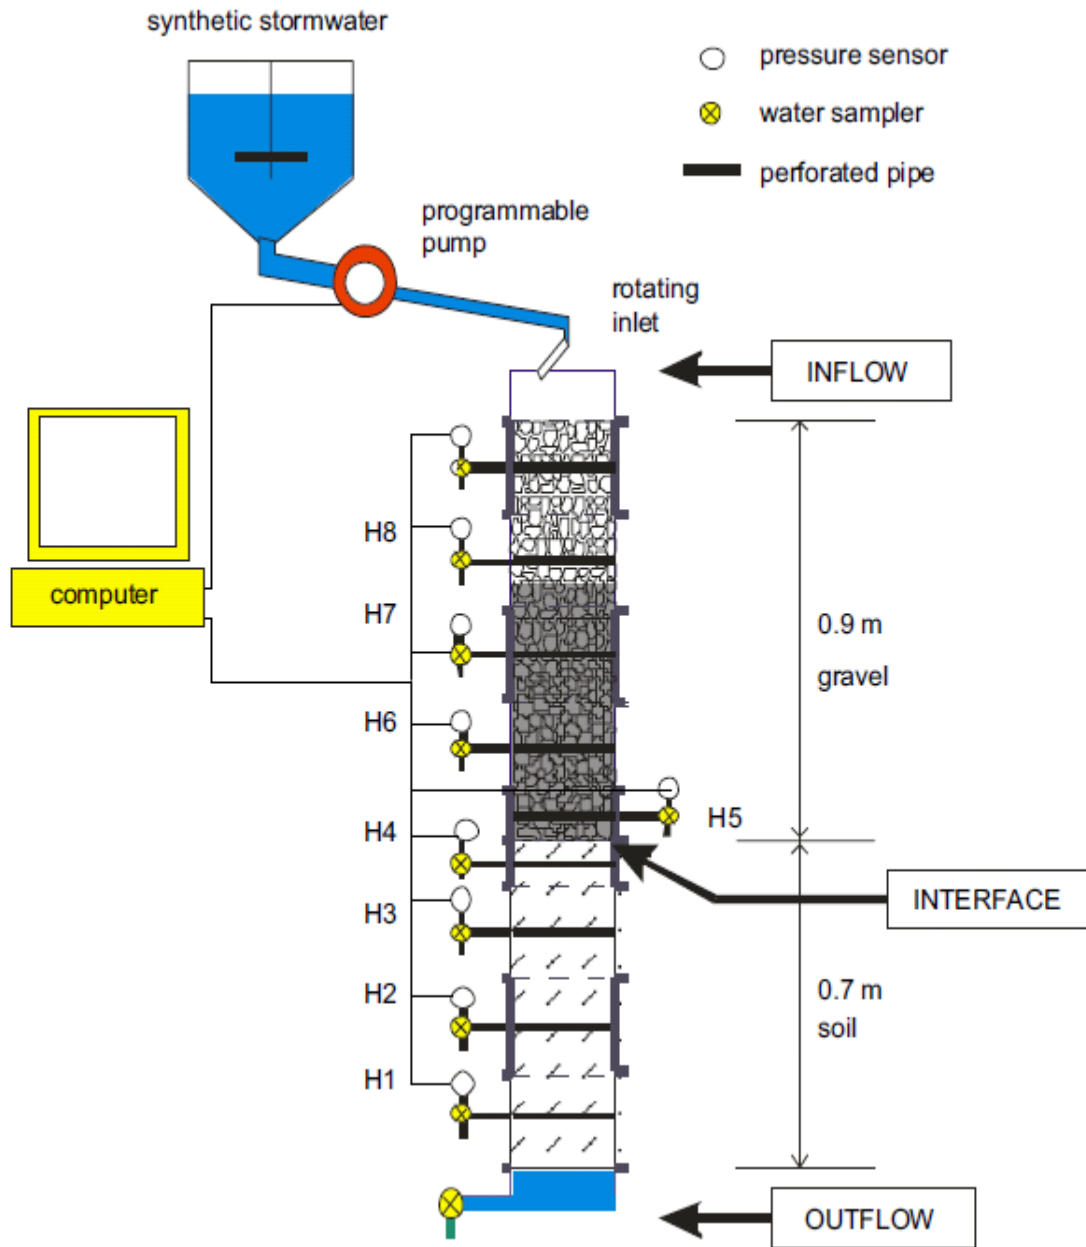 synthetic stormwater
pressure sensor
water sampler
perforated pipe
programmable
pump
rotating
inlet
INFLOW
computer
H8
H7
H6
H4
H5
H3
H2
H1
0.9 m
gravel
INTERFACE
0.7 m
soil
OUTFLOW